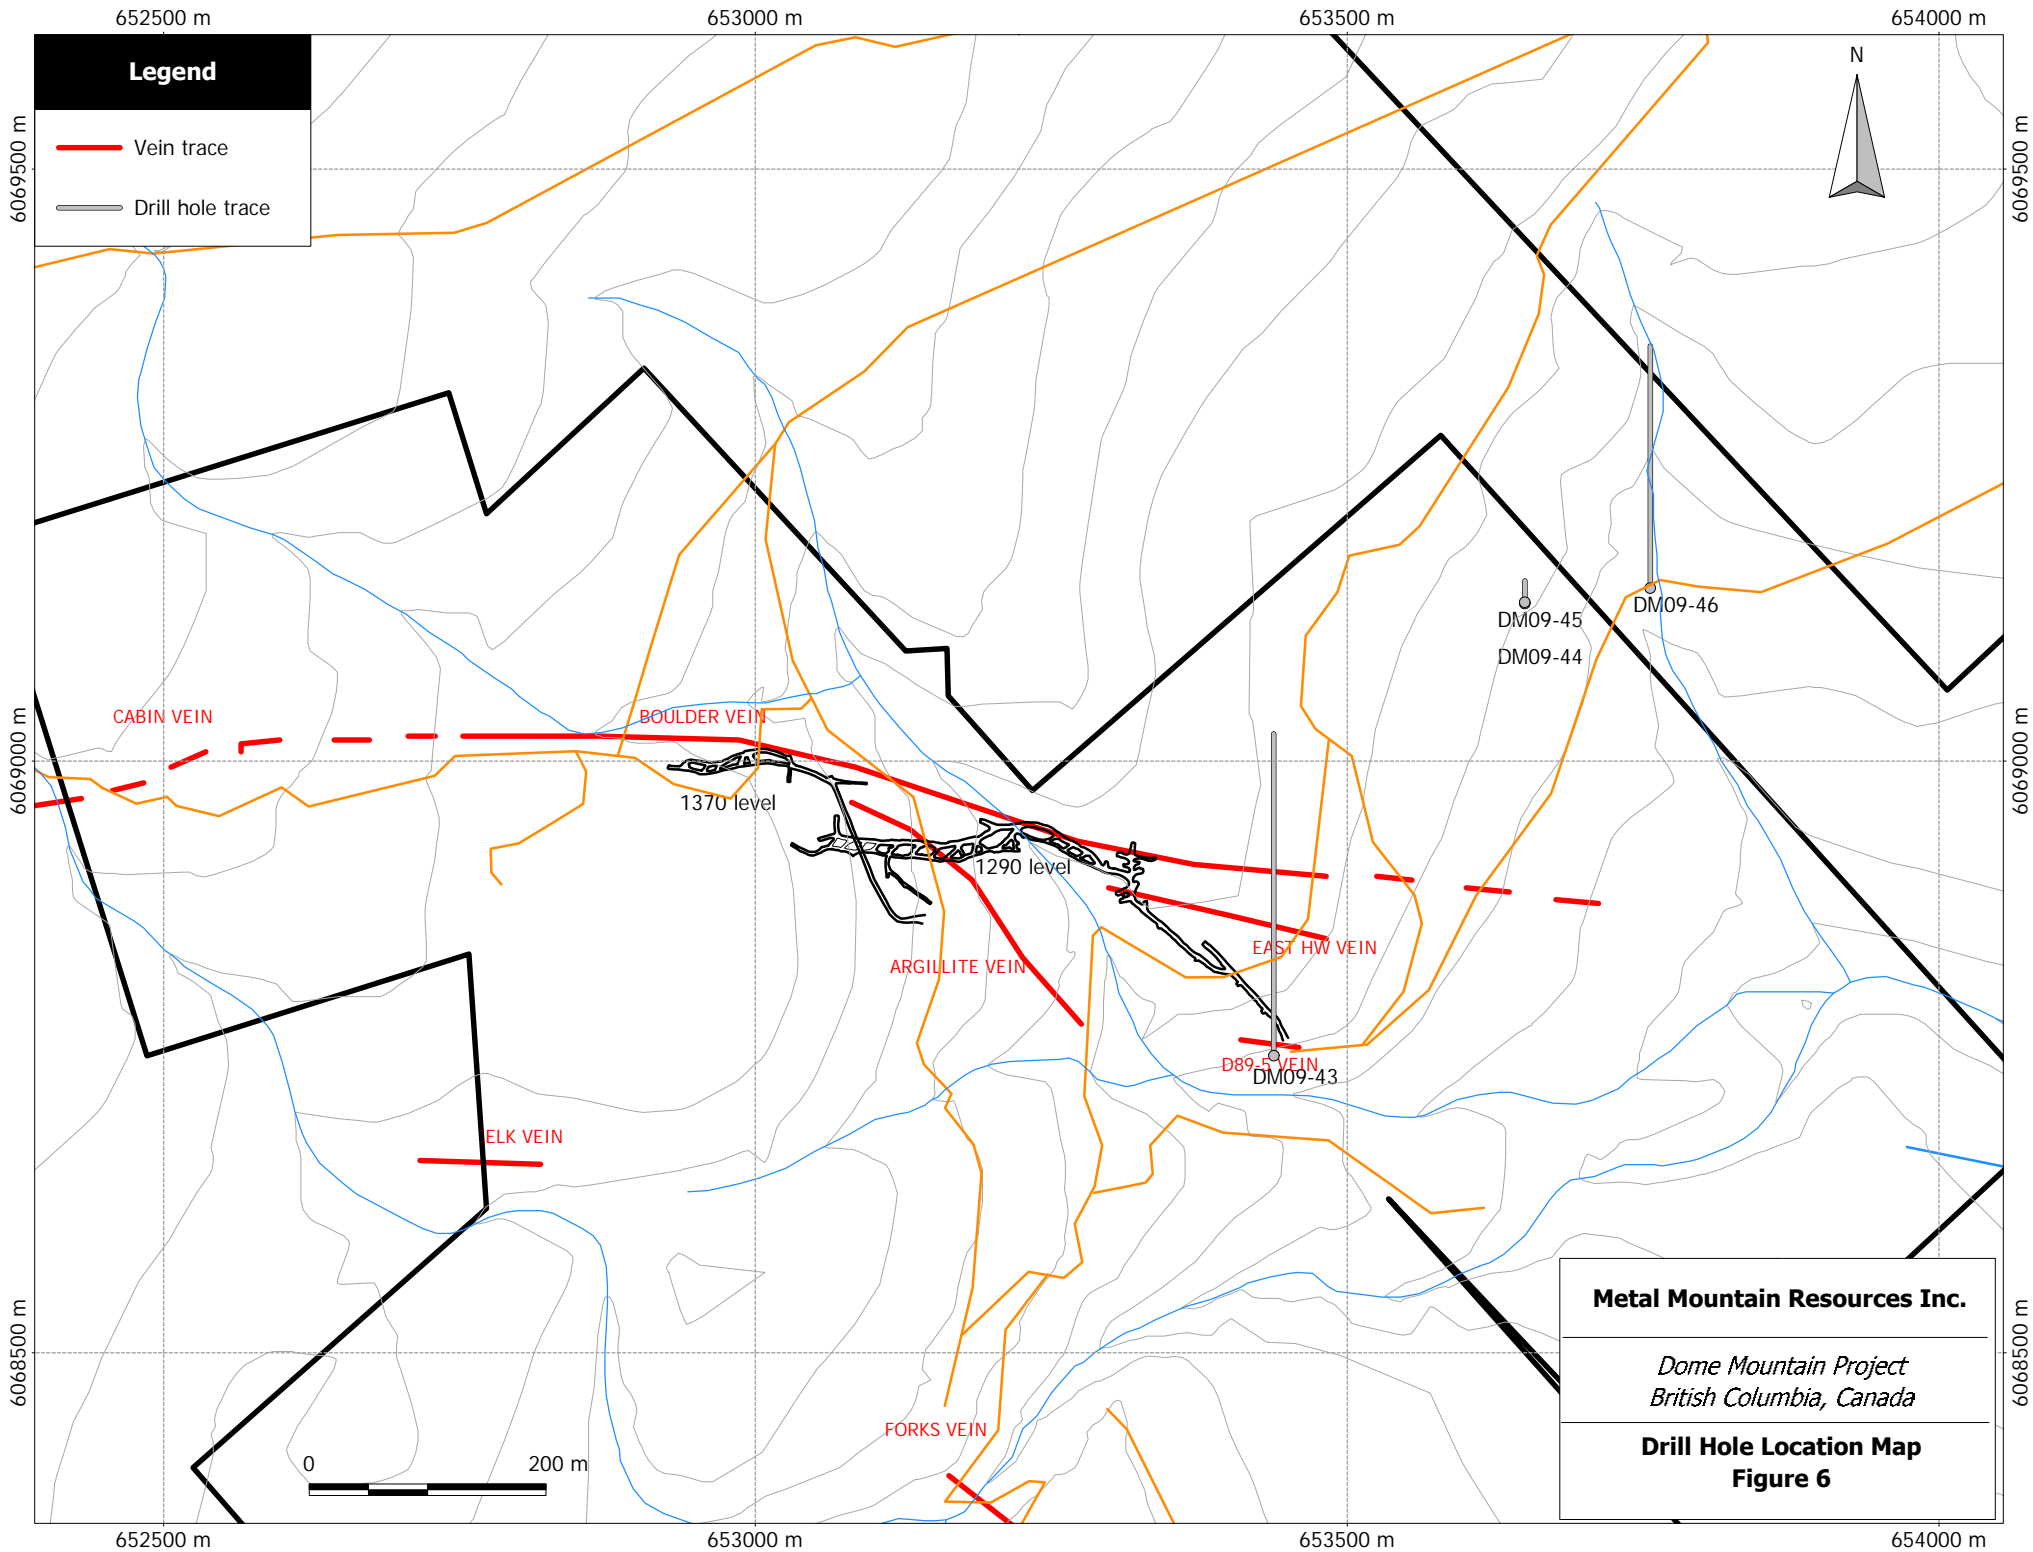 652500 m
653000 m
653500 m
654000 m
Legend
Vein trace
Drill hole trace
N
6069500 m
6069500 m
DM09-46
DM09-45
DM09-44
CABIN VEIN
BOULDER VEIN
6069000 m
6069000 m
1370 level
1290 level
EAST HW VEIN
ARGILLITE VEIN
D89-5 VEIN
DM09-43
ELK VEIN
Metal Mountain Resources Inc.
Dome Mountain Project
British Columbia, Canada
Drill Hole Location Map
Figure 6
6068500 m
6068500 m
FORKS VEIN
0 200 m
652500 m
653000 m
653500 m
654000 m